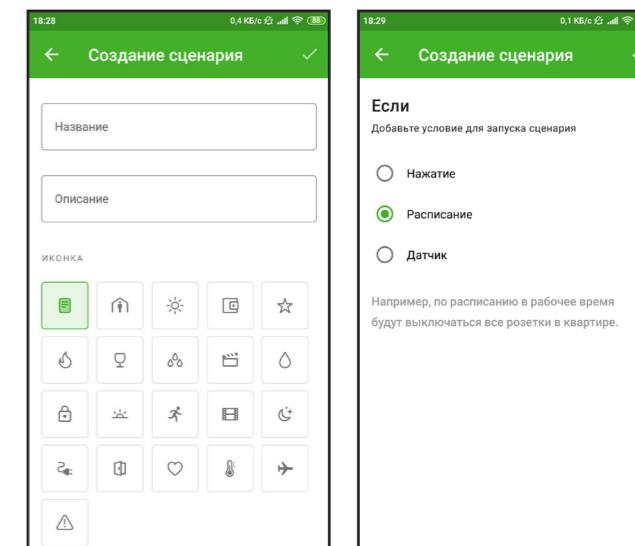 18:28
0,4 КБ/с
88
Создание сценария
Название
Описание
ИКОНКА
18:29
0,1 КБ/с
Создание сценария
Если
Добавьте условие для запуска сценария
Нажатие
Расписание
Датчик
Например, по расписанию в рабочее время
будут выключаться все розетки в квартире.